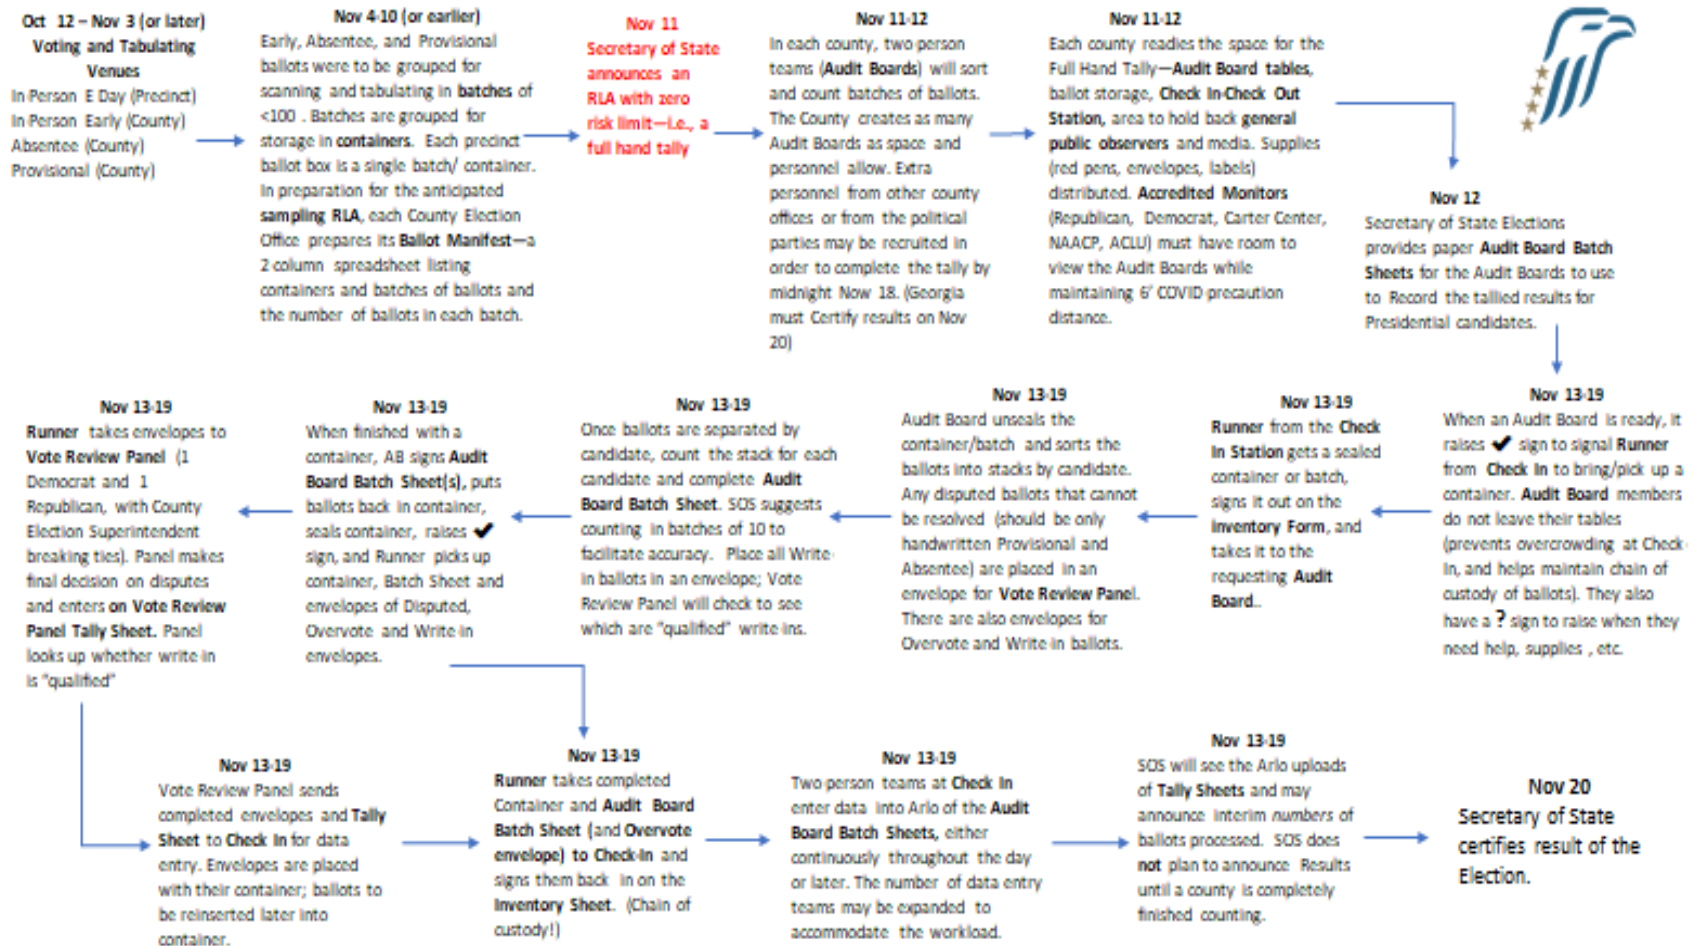 Oct 12 – Nov 3 (or later)
Voting and Tabulating
Venues
In-Person E Day (Precinct)
In-Person Early (County)
Absentee (County)
Provisional (County)
Nov 4-10 (or earlier)
Early, Absentee, and Provisional
ballots were to be grouped for
scanning and tabulating in batches of
<100 . Batches are grouped for
storage in containers. Each precinct
ballot box is a single batch/ container.
In preparation for the anticipated
sampling RLA, each County Election
Office prepares its Ballot Manifest—a
2 column spreadsheet listing
containers and batches of ballots and
the number of ballots in each batch.
Nov 11
Secretary of State
announces an
RLA with zero
risk limit—i.e., a
full hand tally
Nov 11-12
In each county, two person
teams (Audit Boards) will sort
and count batches of ballots.
The County creates as many
Audit Boards as space and
personnel allow. Extra
personnel from other county
offices or from the political
parties may be recruited in
order to complete the tally by
midnight Now 18. (Georgia
must Certify results on Nov
20)
Nov 11-12
Each county readies the space for the
Full Hand Tally—Audit Board tables,
ballot storage, Check In-Check Out
Station, area to hold back general
public observers and media. Supplies
(red pens, envelopes, labels)
distributed. Accredited Monitors
(Republican, Democrat, Carter Center,
NAACP, ACLU) must have room to
view the Audit Boards while
maintaining 6’ COVID precaution
distance.
Nov 12
Secretary of State Elections
provides paper Audit Board Batch
Sheets for the Audit Boards to use
to Record the tallied results for
Presidential candidates.
Nov 13-19
When an Audit Board is ready, it
raises ✔ sign to signal Runner
from Check In to bring/pick up a
container. Audit Board members
do not leave their tables
(prevents overcrowding at Check-
In, and helps maintain chain of
custody of ballots). They also
have a ? sign to raise when they
need help, supplies , etc.
Nov 13-19
Runner from the Check
In Station gets a sealed
container or batch,
signs it out on the
Inventory Form, and
takes it to the
requesting Audit
Board..
Nov 13-19
Audit Board unseals the
container/batch and sorts the
ballots into stacks by candidate.
Any disputed ballots that cannot
be resolved (should be only
handwritten Provisional and
Absentee) are placed in an
envelope for Vote Review Panel.
There are also envelopes for
Overvote and Write-in ballots.
Nov 13-19
Once ballots are separated by
candidate, count the stack for each
candidate and complete Audit
Board Batch Sheet. SOS suggests
counting in batches of 10 to
facilitate accuracy. Place all Write-
in ballots in an envelope; Vote
Review Panel will check to see
which are “qualified” write-ins.
Nov 13-19
When finished with a
container, AB signs Audit
Board Batch Sheet(s), puts
ballots back in container,
seals container, raises ✔
sign, and Runner picks up
container, Batch Sheet and
envelopes of Disputed,
Overvote and Write-in
envelopes.
Nov 13-19
Runner takes envelopes to
Vote Review Panel (1
Democrat and 1
Republican, with County
Election Superintendent
breaking ties). Panel makes
final decision on disputes
and enters on Vote Review
Panel Tally Sheet. Panel
looks up whether write-in
is “qualified”
Nov 13-19
Vote Review Panel sends
completed envelopes and Tally
Sheet to Check In for data
entry. Envelopes are placed
with their container; ballots to
be reinserted later into
container.
Nov 13-19
Runner takes completed
Container and Audit Board
Batch Sheet (and Overvote
envelope) to Check-In and
signs them back in on the
Inventory Sheet. (Chain of
custody!)
Nov 13-19
Two person teams at Check In
enter data into Arlo of the Audit
Board Batch Sheets, either
continuously throughout the day
or later. The number of data entry
teams may be expanded to
accommodate the workload.
Nov 13-19
SOS will see the Arlo uploads
of Tally Sheets and may
announce interim numbers of
ballots processed. SOS does
not plan to announce Results
until a county is completely
finished counting.
Nov 20
Secretary of State
certifies result of the
Election.